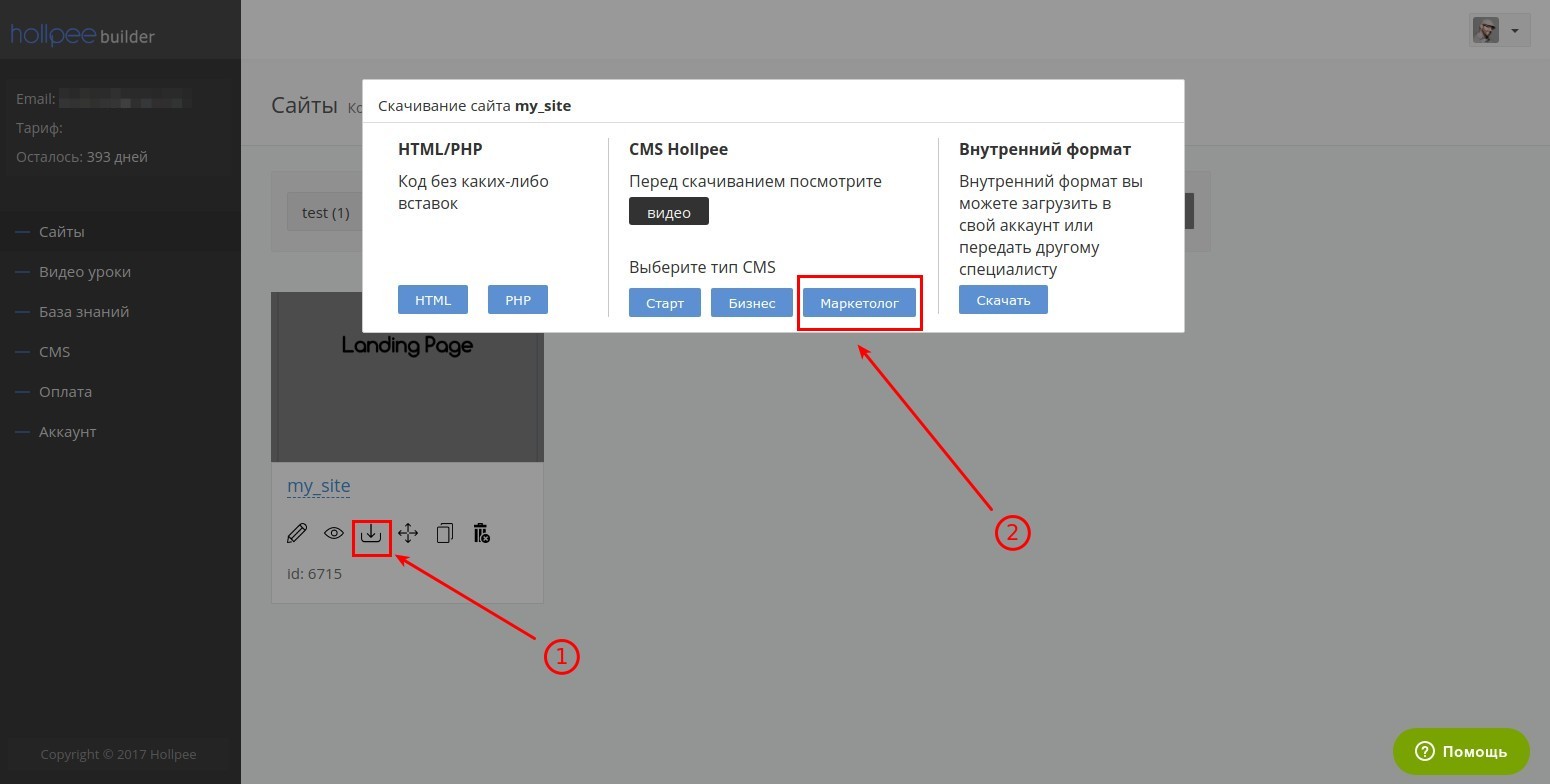 hollpee builder
Email:
Тариф:
Осталось: 393 дней
Сайты
Видео уроки
База знаний
CMS
Оплата
Аккаунт
Copyright © 2017 Hollpee
Сайты Ко
test (1)
Скачивание сайта my_site
HTML/PHP
Код без каких-либо
вставок
HTML PHP
CMS Hollpee
Перед скачиванием посмотрите
видео
Выберите тип CMS
Старт Бизнес Маркетолог
Внутренний формат
Внутренний формат вы
можете загрузить в
свой аккаунт или
передать другому
специалисту
Скачать
Landing Page
my_site
id: 6715
1
2
Помощь